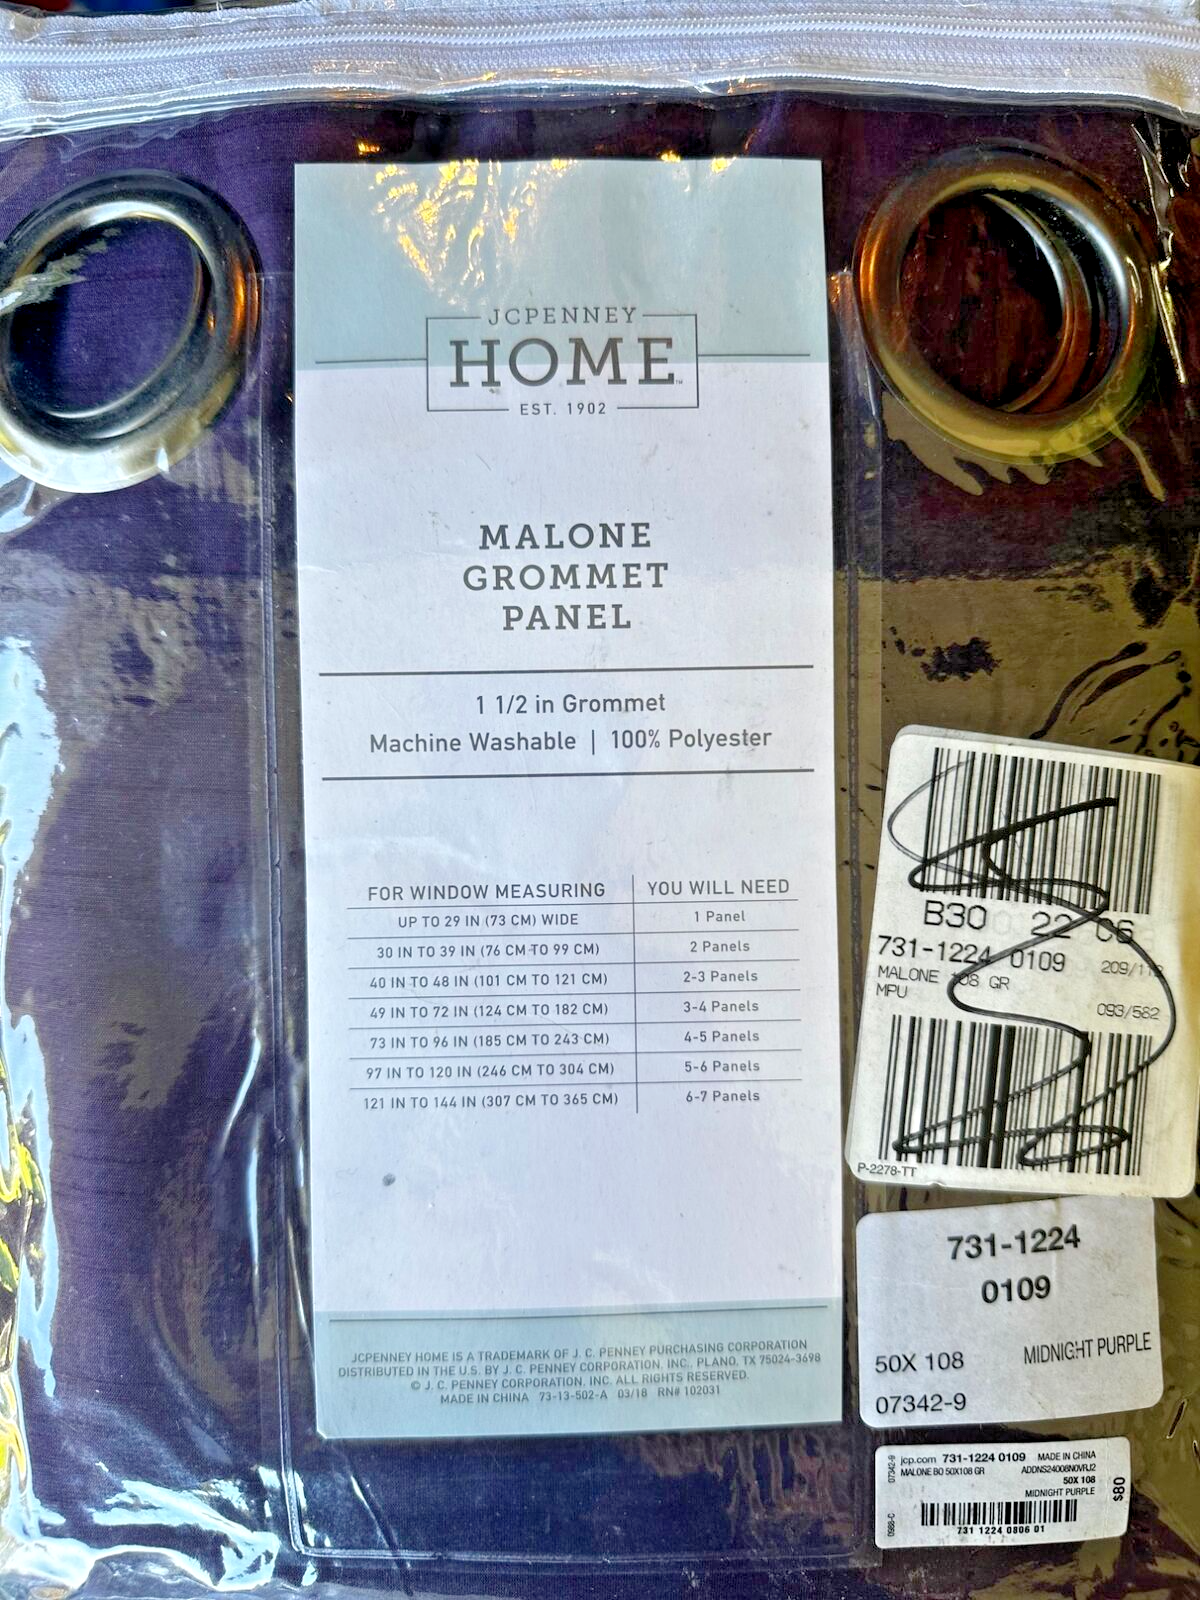 JCPENNEY
HOME™
EST. 1902
MALONE
GROMMET
PANEL
1 1/2 in Grommet
Machine Washable | 100% Polyester
FOR WINDOW MEASURING YOU WILL NEED
UP TO 29 IN (73 CM) WIDE 1 Panel
30 IN TO 39 IN (76 CM TO 99 CM) 2 Panels
40 IN TO 48 IN (101 CM TO 121 CM) 2-3 Panels
49 IN TO 72 IN (124 CM TO 182 CM) 3-4 Panels
73 IN TO 96 IN (185 CM TO 243 CM) 4-5 Panels
97 IN TO 120 IN (246 CM TO 304 CM) 5-6 Panels
121 IN TO 144 IN (307 CM TO 365 CM) 6-7 Panels
JCPENNEY HOME IS A TRADEMARK OF J. C. PENNEY PURCHASING CORPORATION
DISTRIBUTED IN THE U.S. BY J. C. PENNEY CORPORATION. INC., PLANO, TX 75024-3698
© J. C. PENNEY CORPORATION. INC. ALL RIGHTS RESERVED.
MADE IN CHINA 73-13-502-A 03/18 RN# 102031
B30 22 C6
731-1224 0109
MALONE 108 GR
MPU
093/582
P-2278-TT
731-1224
0109
50X 108 MIDNIGHT PURPLE
07342-9
07342-9
jcp.com 731-1224 0109 MADE IN CHINA
MALONE BO 50X108 GR ADDNS24008N0VRJ2
50X 108
MIDNIGHT PURPLE
$80
731 1224 0806 01